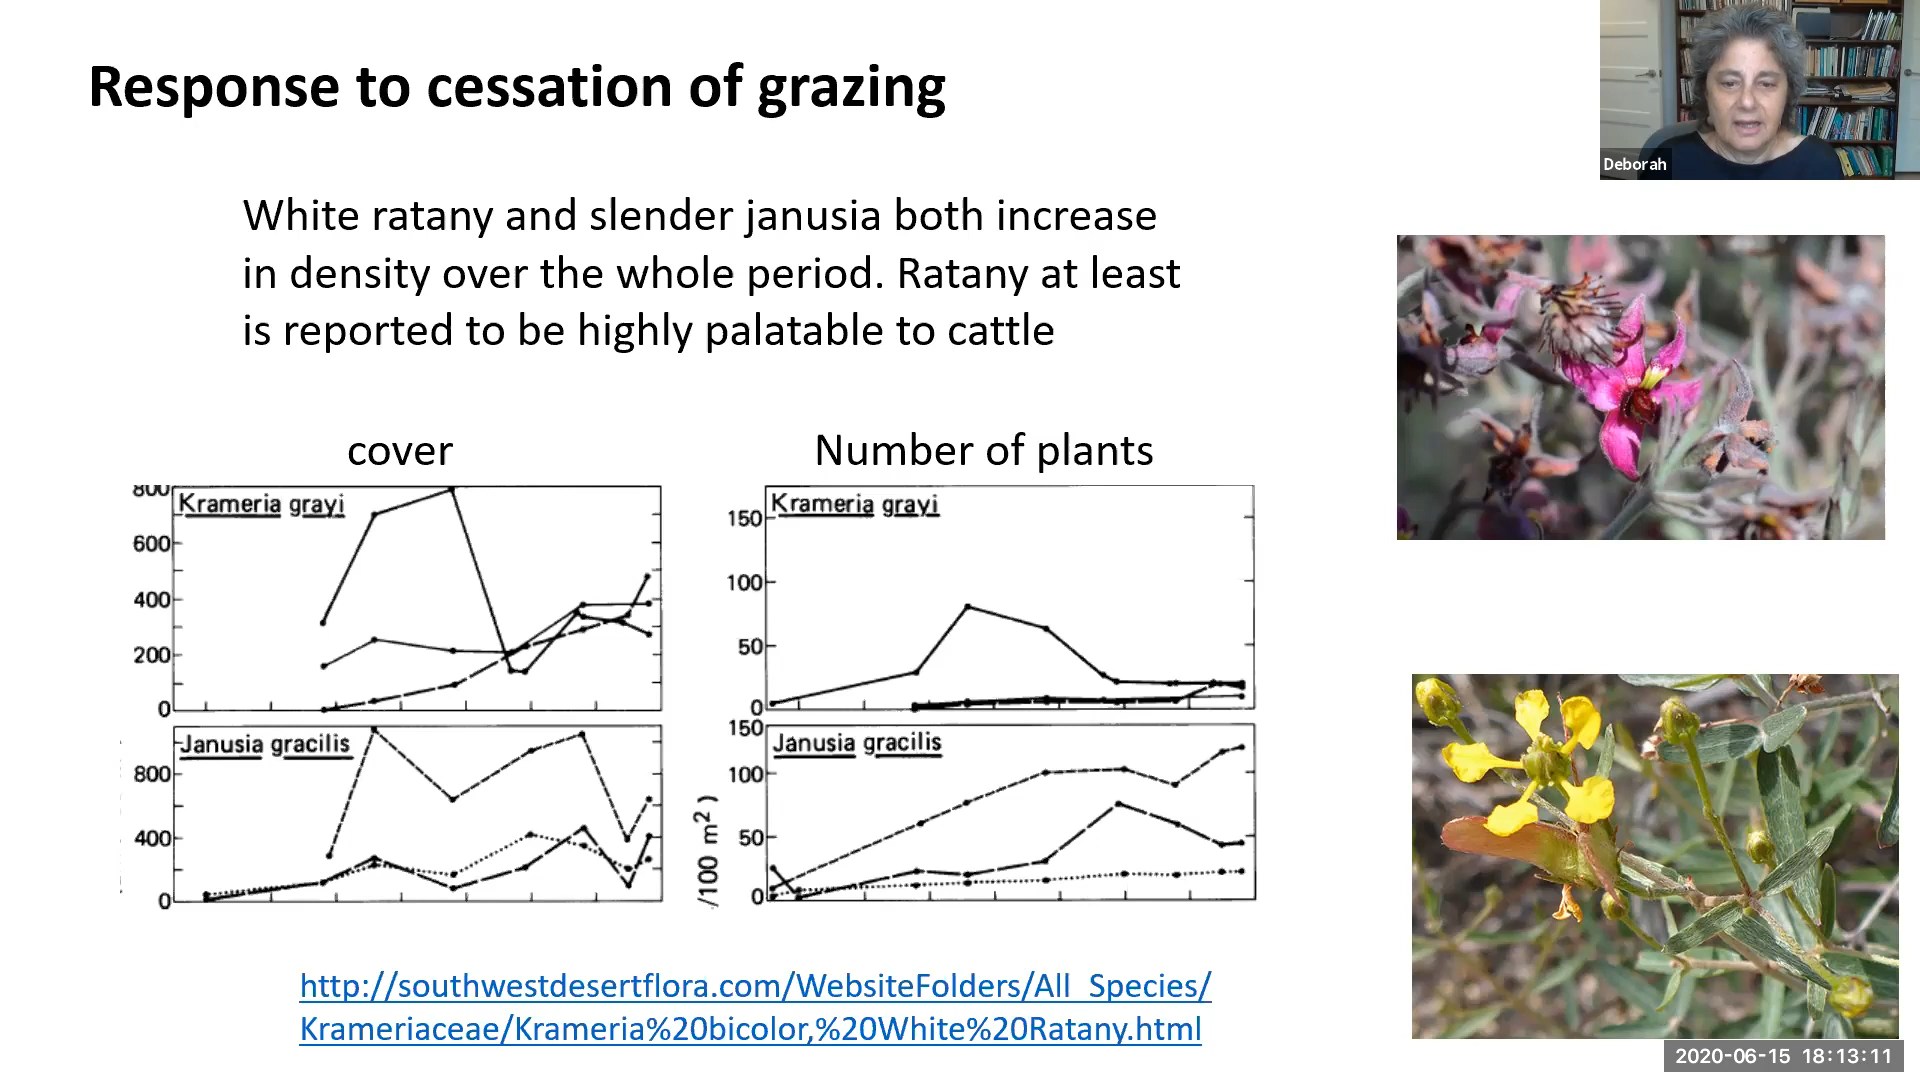 Response to cessation of grazing
Deborah
White ratany and slender janusia both increase
in density over the whole period. Ratany at least
is reported to be highly palatable to cattle
cover
Number of plants
800
Krameria grayi
600
400
200
0
Krameria grayi
150
100
50
0
Janusia gracilis
800
400
0
150
Janusia gracilis
100
50
0
/100 m²)
http://southwestdesertflora.com/WebsiteFolders/All_Species/
Krameriaceae/Krameria%20bicolor,%20White%20Ratany.html
2020-06-15 18:13:11